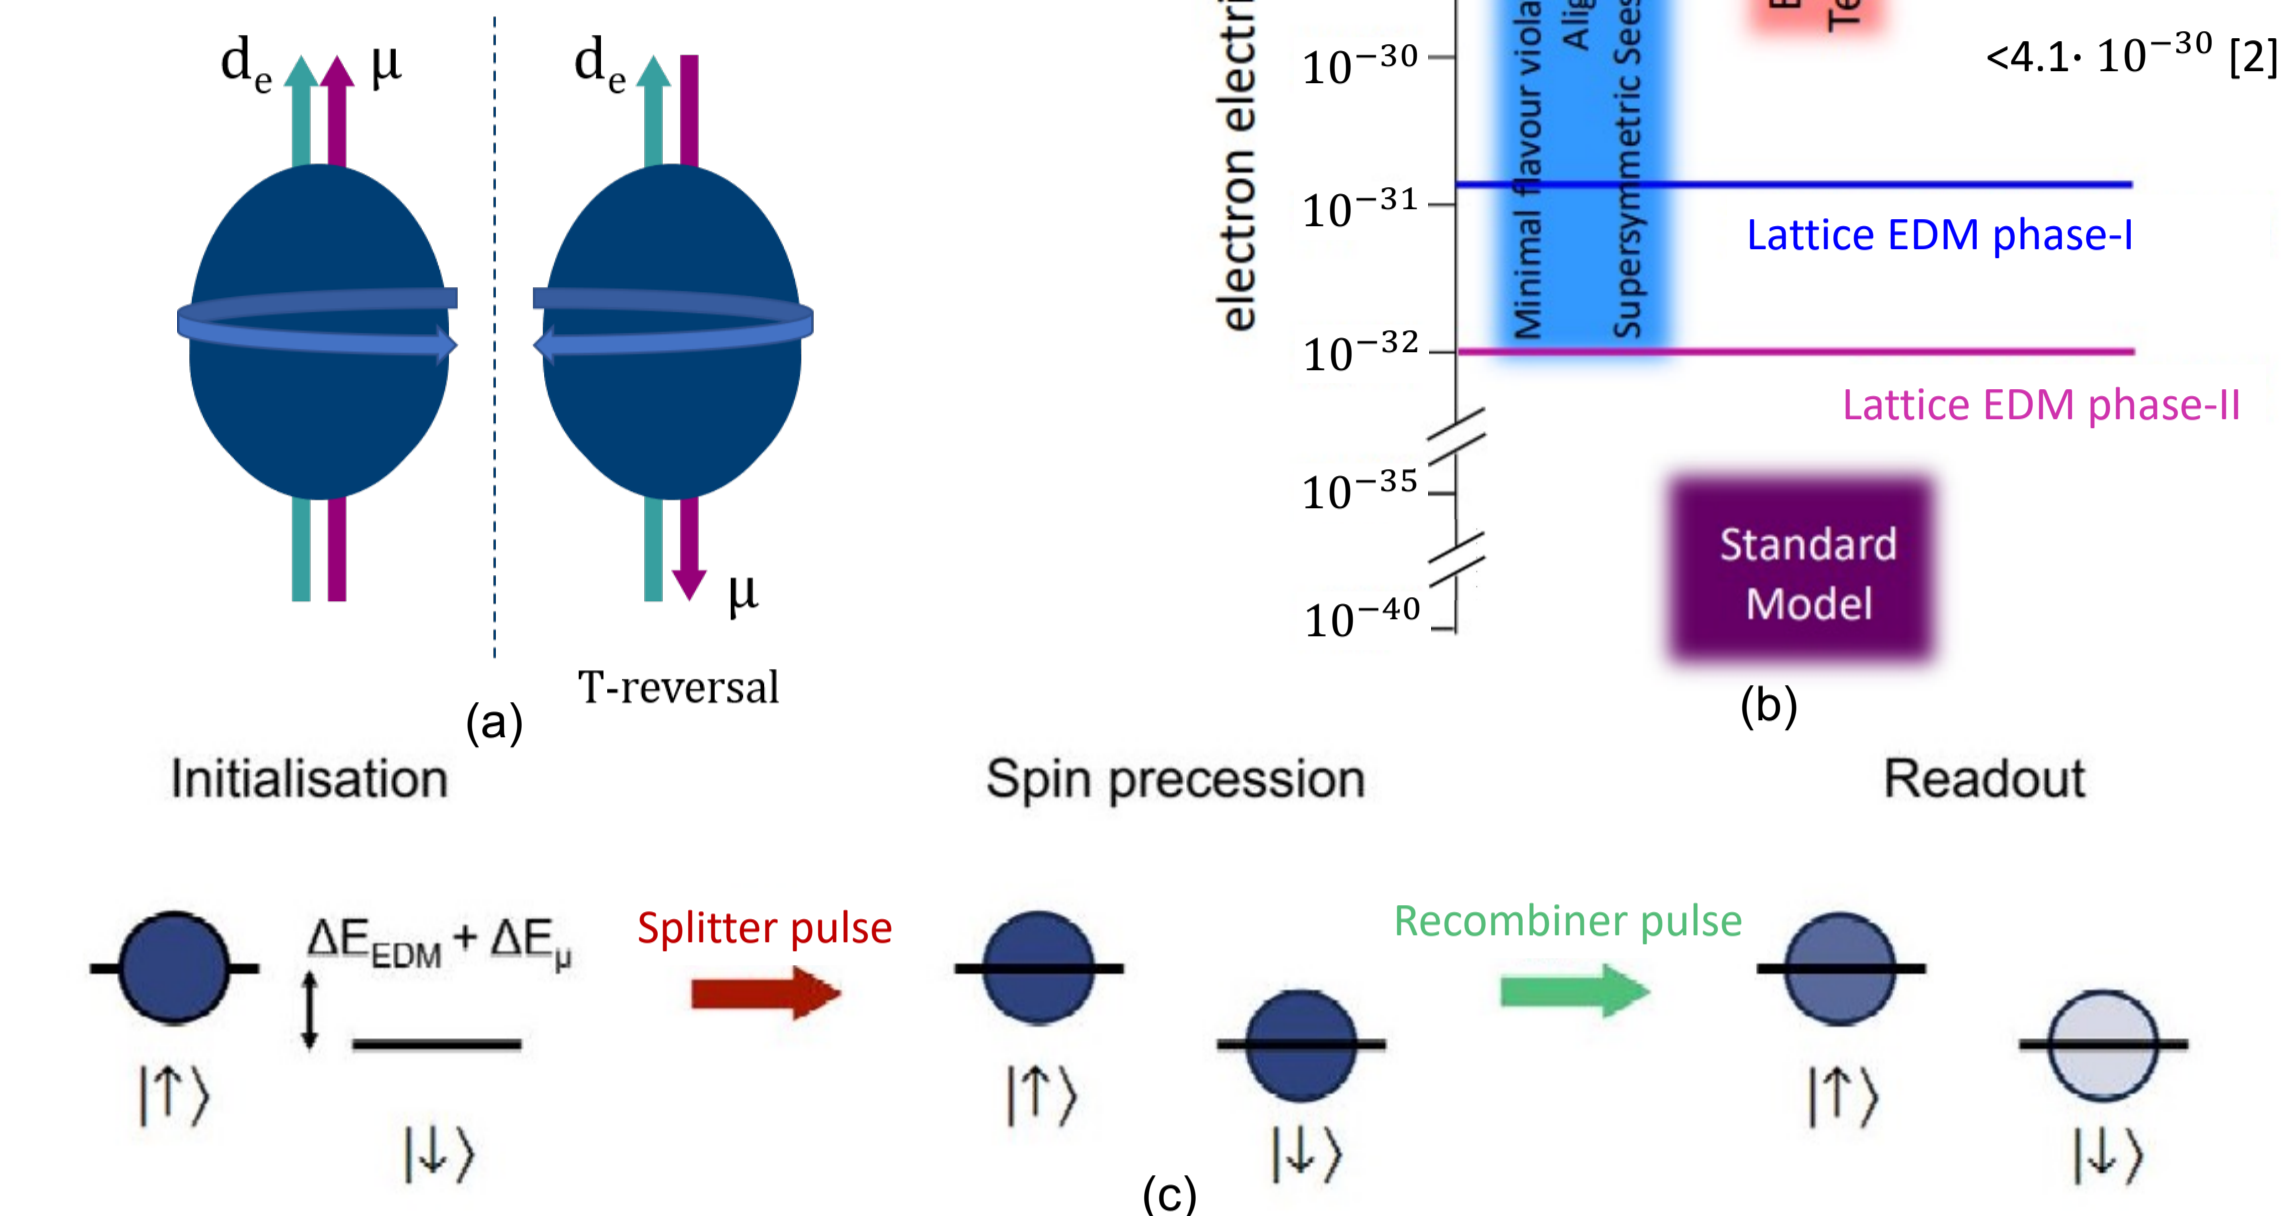 dₑ
μ
dₑ
μ
T-reversal
(a)
electron electri
10⁻³⁰
10⁻³¹
10⁻³²
10⁻³⁵
10⁻⁴⁰
Minimal flavour viola
Supersymmetric Sees
<4.1· 10⁻³⁰ [2]
Lattice EDM phase-I
Lattice EDM phase-II
Standard
Model
(b)
Initialisation
Spin precession
Readout
ΔE_EDM + ΔE_μ
Splitter pulse
Recombiner pulse
|↑⟩
|↓⟩
|↑⟩
|↓⟩
|↑⟩
|↓⟩
(c)